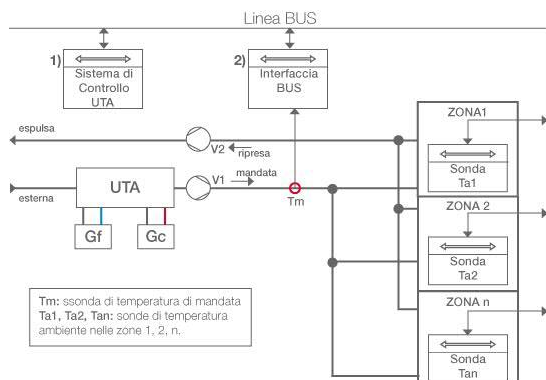 Linea BUS
1)
Sistema di
Controllo
UTA
2)
Interfaccia
BUS
espulsa
V2
ripresa
ZONA1
Sonda
Ta1
esterna
UTA
V1
mandata
Tm
Gf
Gc
ZONA 2
Sonda
Ta2
Tm: ssonda di temperatura di mandata
Ta1, Ta2, Tan: sonde di temperatura
ambiente nelle zone 1, 2, n.
ZONA n
Sonda
Tan